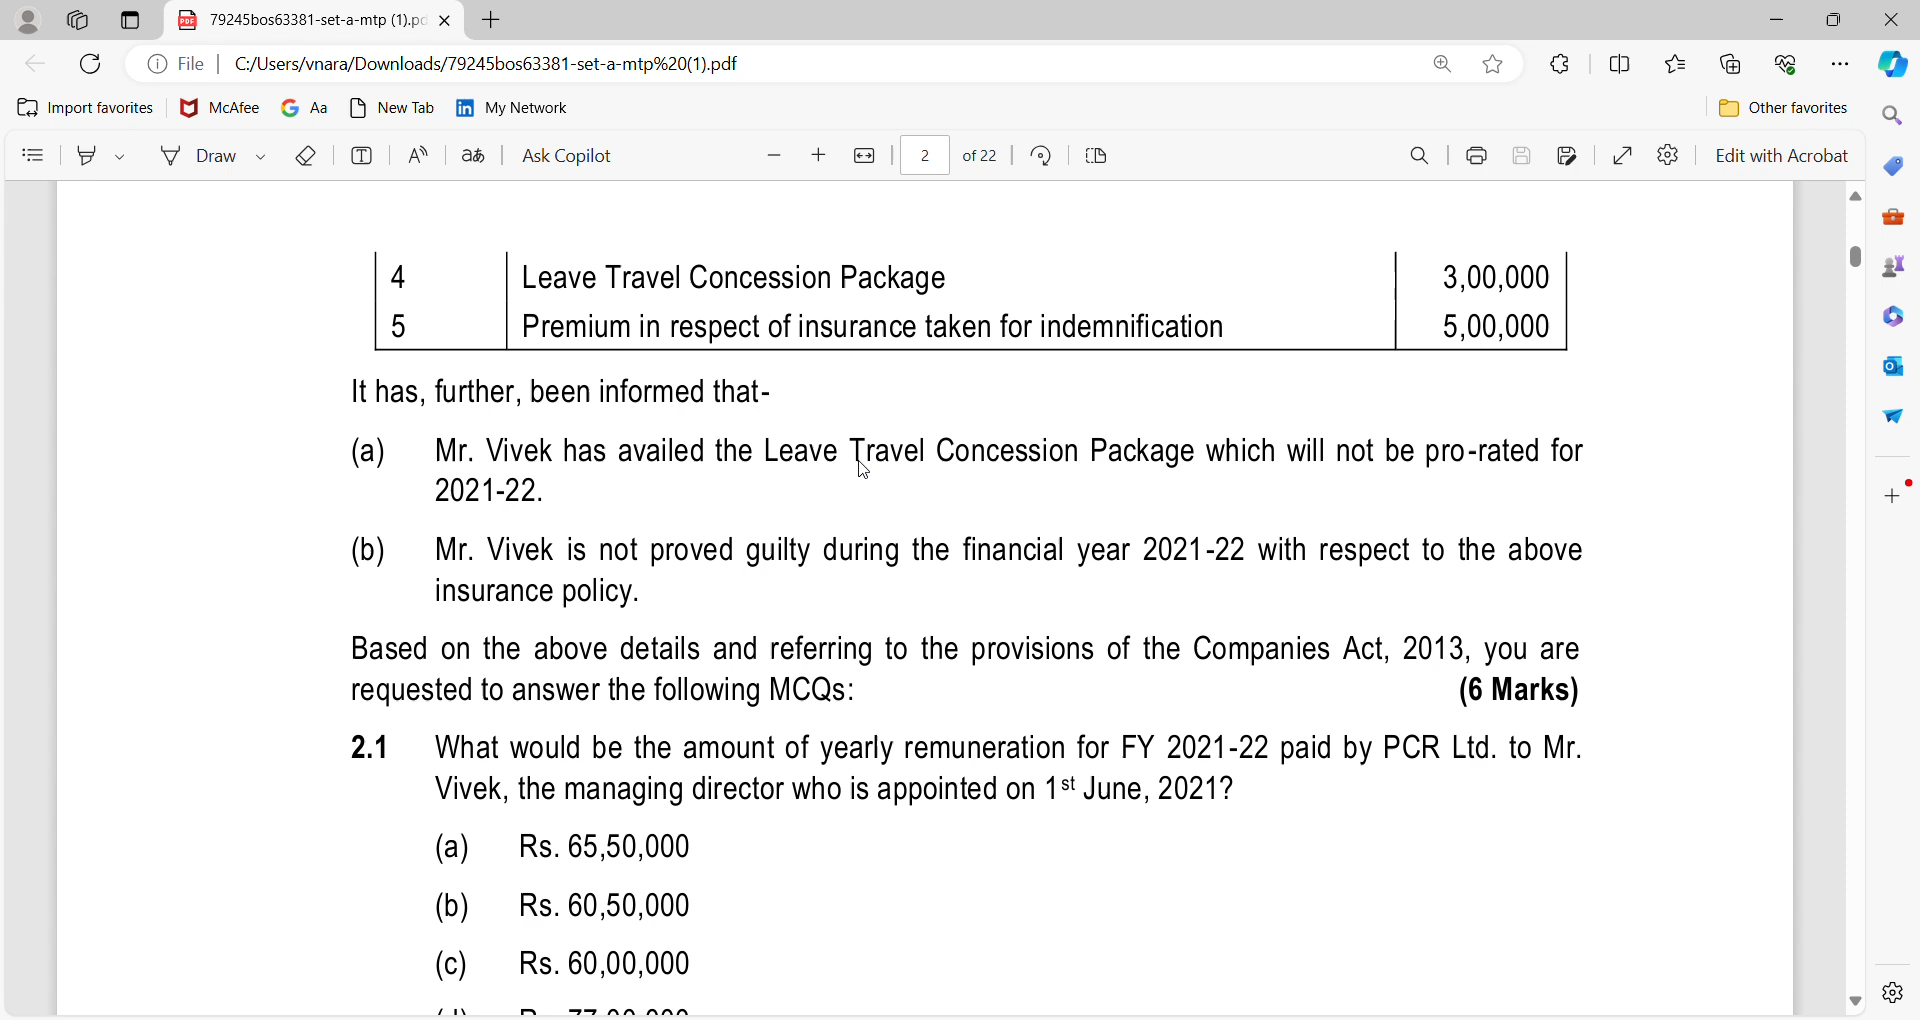 79245bos63381-set-a-mtp (1).pd
File C:/Users/vnara/Downloads/79245bos63381-set-a-mtp%20(1).pdf
Import favorites McAfee Aa New Tab My Network Other favorites
Draw aあ Ask Copilot 2 of 22 Edit with Acrobat
4 Leave Travel Concession Package 3,00,000
5 Premium in respect of insurance taken for indemnification 5,00,000
It has, further, been informed that-
(a) Mr. Vivek has availed the Leave Travel Concession Package which will not be pro-rated for
2021-22.
(b) Mr. Vivek is not proved guilty during the financial year 2021-22 with respect to the above
insurance policy.
Based on the above details and referring to the provisions of the Companies Act, 2013, you are
requested to answer the following MCQs: (6 Marks)
2.1 What would be the amount of yearly remuneration for FY 2021-22 paid by PCR Ltd. to Mr.
Vivek, the managing director who is appointed on 1st June, 2021?
(a) Rs. 65,50,000
(b) Rs. 60,50,000
(c) Rs. 60,00,000